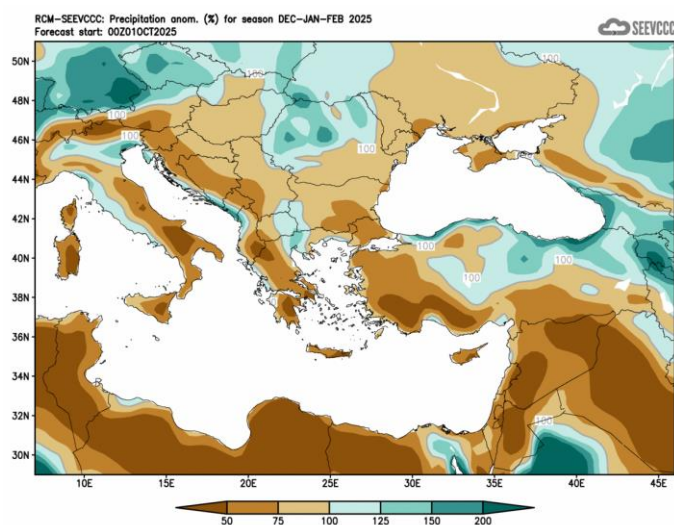 RCM-SEEVCCC: Precipitation anom. (%) for season DEC-JAN-FEB 2025
Forecast start: 00Z01OCT2025
SEEVCCC
50N
48N
46N
44N
42N
40N
38N
36N
34N
32N
30N
100
100
100
100
100
100
100
100
100
100
100
10E 15E 20E 25E 30E 35E 40E 45E
50 75 100 125 150 200